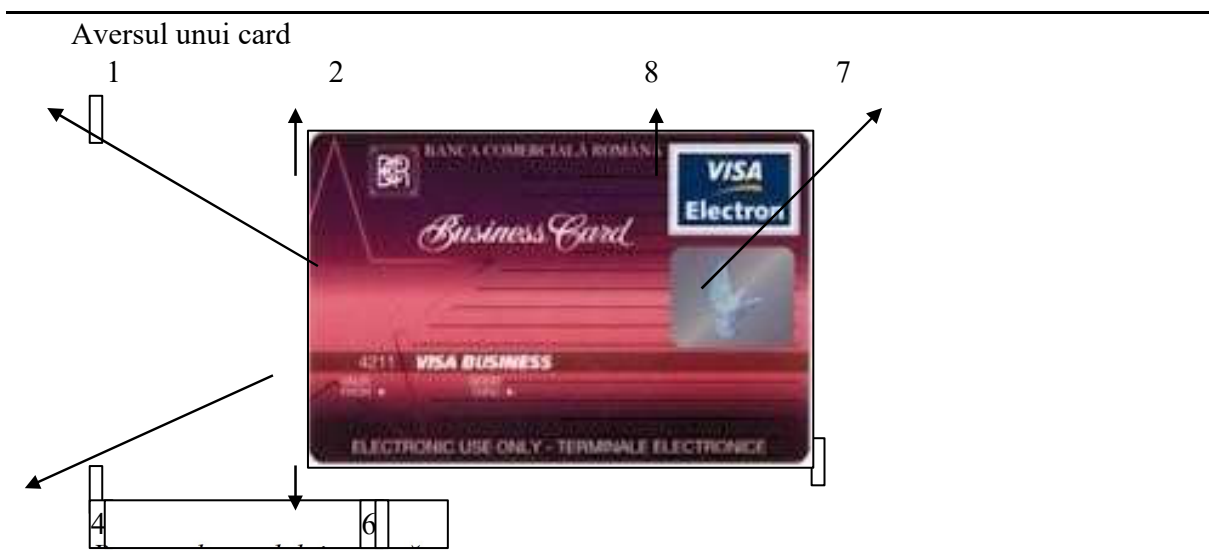 Aversul unui card
1 2 8 7
BANCA COMERCIALĂ ROMÂNĂ
VISA
Electron
Business Card
4211 VISA BUSINESS
ELECTRONIC USE ONLY - TERMINALE ELECTRONICE
4 6